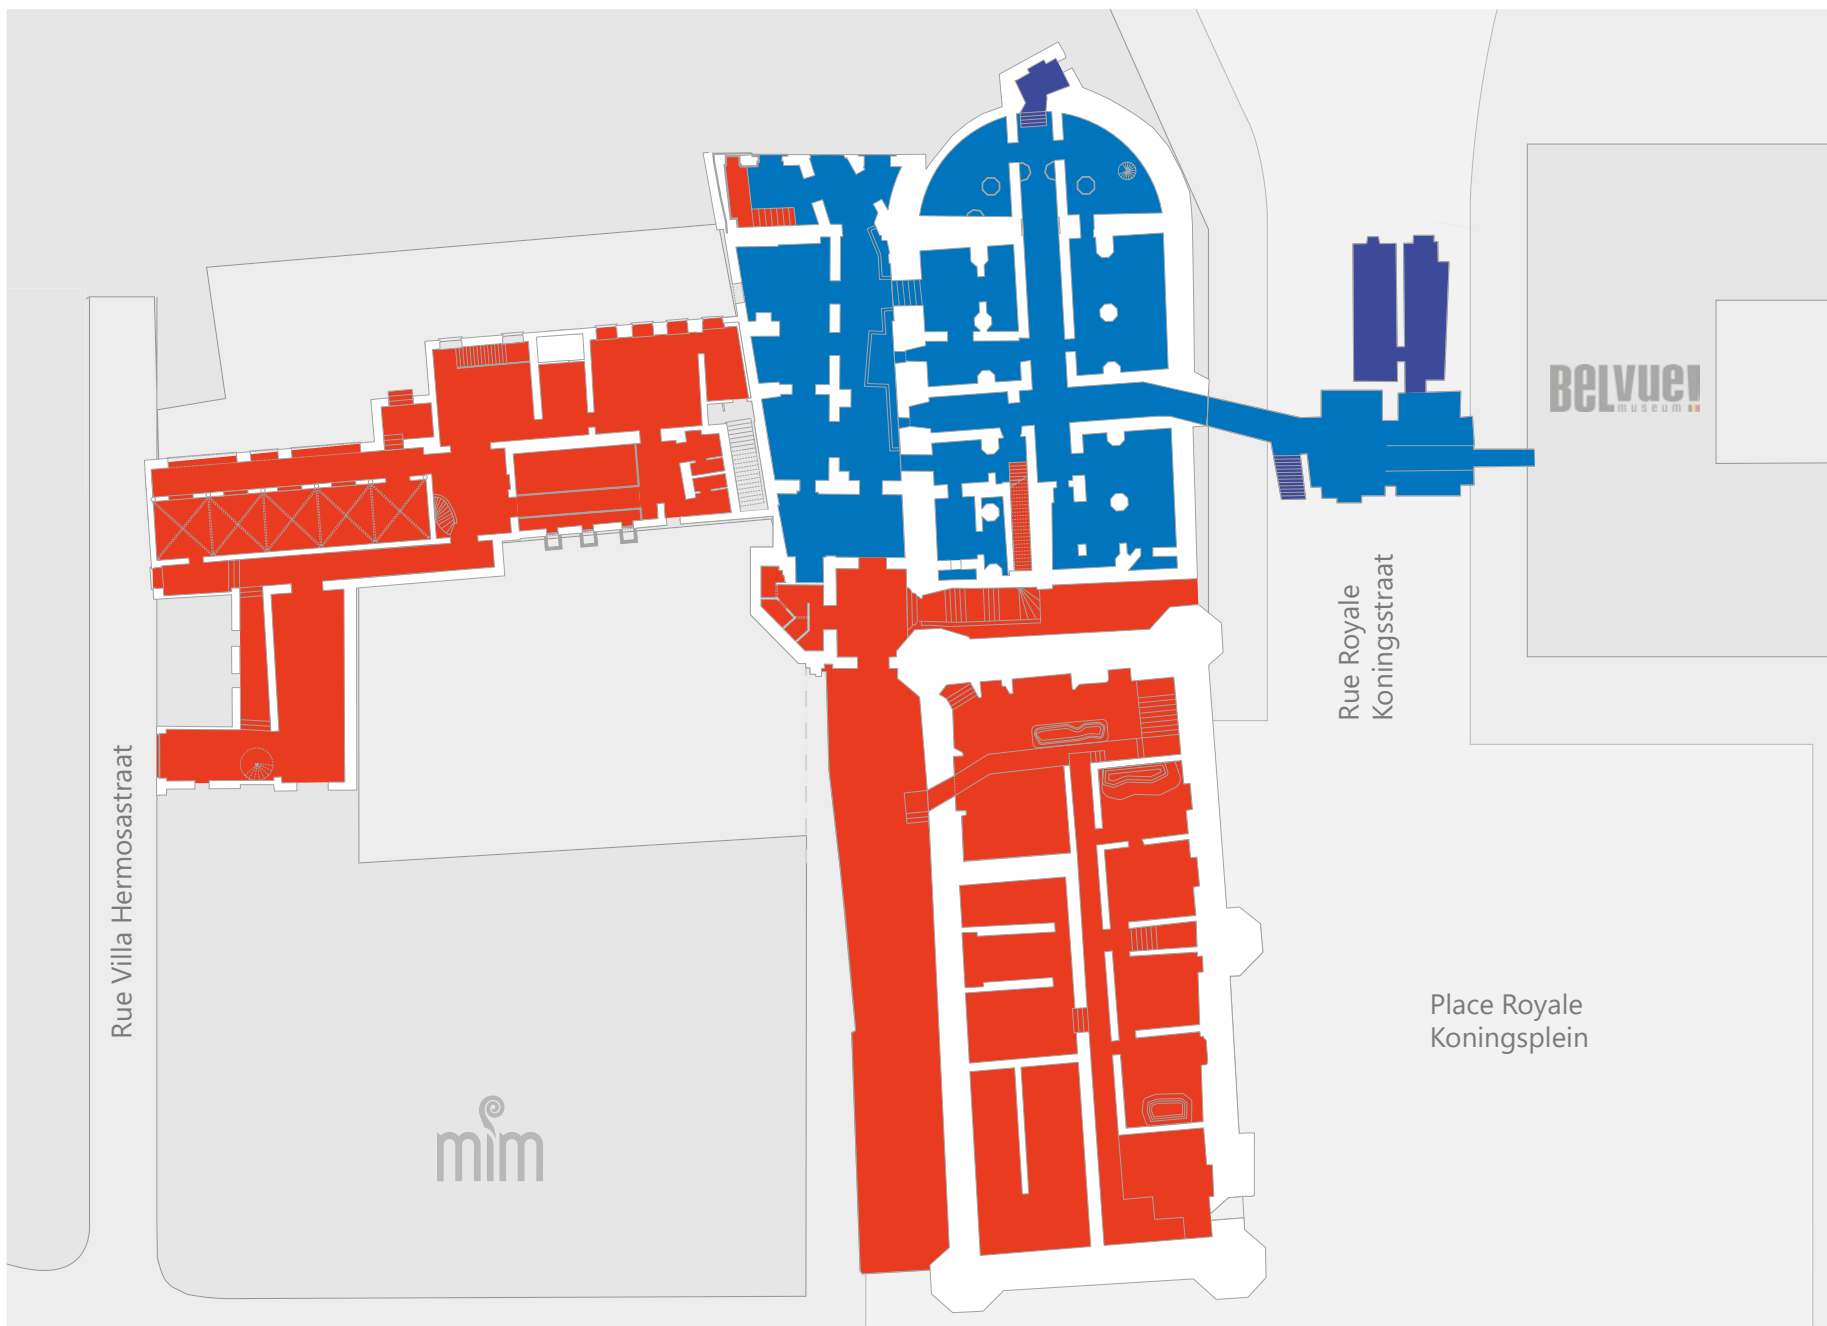 BELVUE!
museum
Rue Royale
Koningsstraat
Rue Villa Hermosastraat
Place Royale
Koningsplein
mim